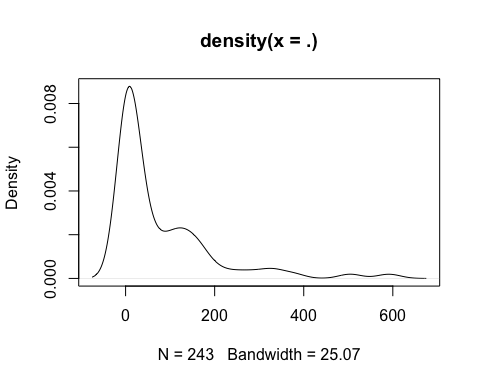 density(x = .)
Density
0.000
0.004
0.008
0
200
400
600
N = 243   Bandwidth = 25.07